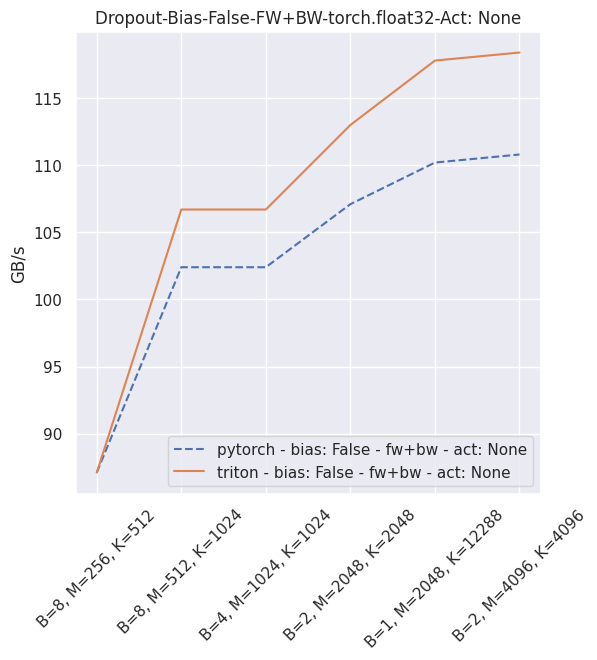 Dropout-Bias-False-FW+BW-torch.float32-Act: None
GB/s
115
110
105
100
95
90
pytorch - bias: False - fw+bw - act: None
triton - bias: False - fw+bw - act: None
B=8, M=256, K=512
B=8, M=512, K=1024
B=4, M=1024, K=1024
B=2, M=2048, K=2048
B=1, M=2048, K=12288
B=2, M=4096, K=4096